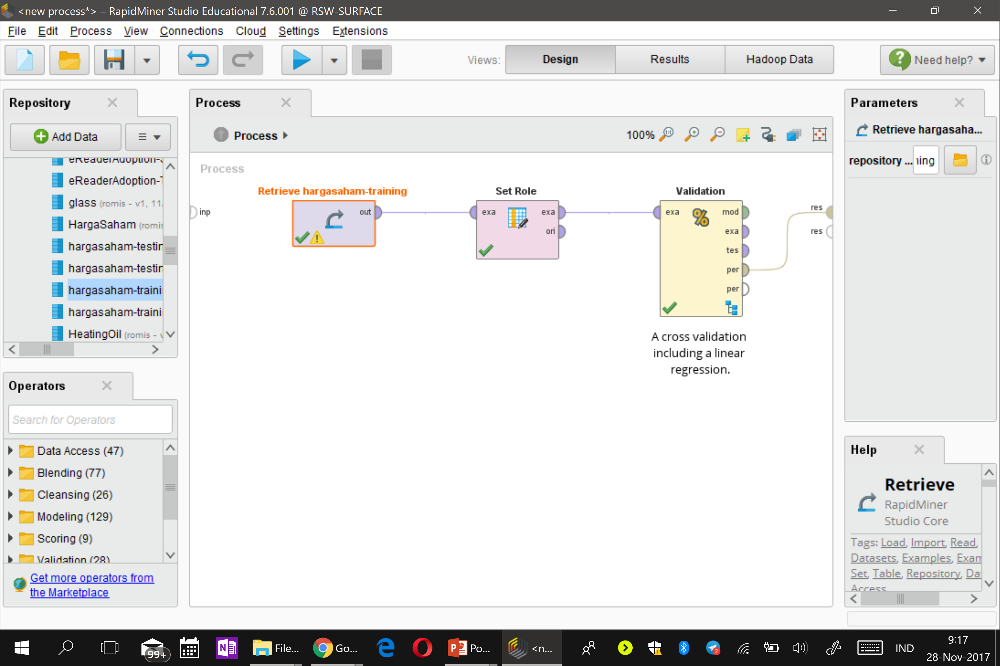 <new process*> – RapidMiner Studio Educational 7.6.001 @ RSW-SURFACE
File Edit Process View Connections Cloud Settings Extensions
Views: Design Results Hadoop Data Need help?
Repository
Add Data
eReaderAdoption-
eReaderAdoption-T
glass (romis - v1, 11
HargaSaham (romis
hargasaham-testin
hargasaham-testin
hargasaham-traini
hargasaham-traini
HeatingOil (romis - v
Operators
Search for Operators
Data Access (47)
Blending (77)
Cleansing (26)
Modeling (129)
Scoring (9)
Validation (28)
Get more operators from
the Marketplace
Process
Process
100%
Process
inp
Retrieve hargasaham-training
out
Set Role
exa exa
ori
Validation
exa mod
exa
tes
per
per
res
res
A cross validation
including a linear
regression.
Parameters
Retrieve hargasaha...
repository ... ning
Help
Retrieve
RapidMiner
Studio Core
Tags: Load, Import, Read,
Datasets, Examples, Exam
Set, Table, Repository, Da
Access
99+
N
File...
Go...
Po...
<n...
2
IND
9:17
28-Nov-2017